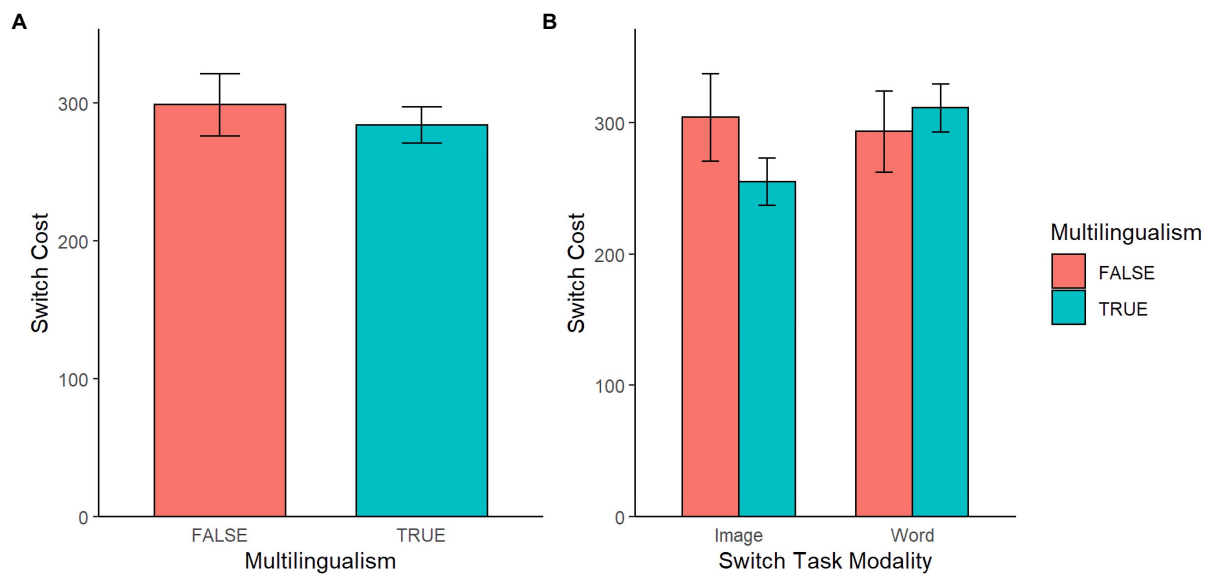 A
Switch Cost
300
200
100
0
FALSE
TRUE
Multilingualism
B
Switch Cost
300
200
100
0
Image
Word
Switch Task Modality
Multilingualism
FALSE
TRUE